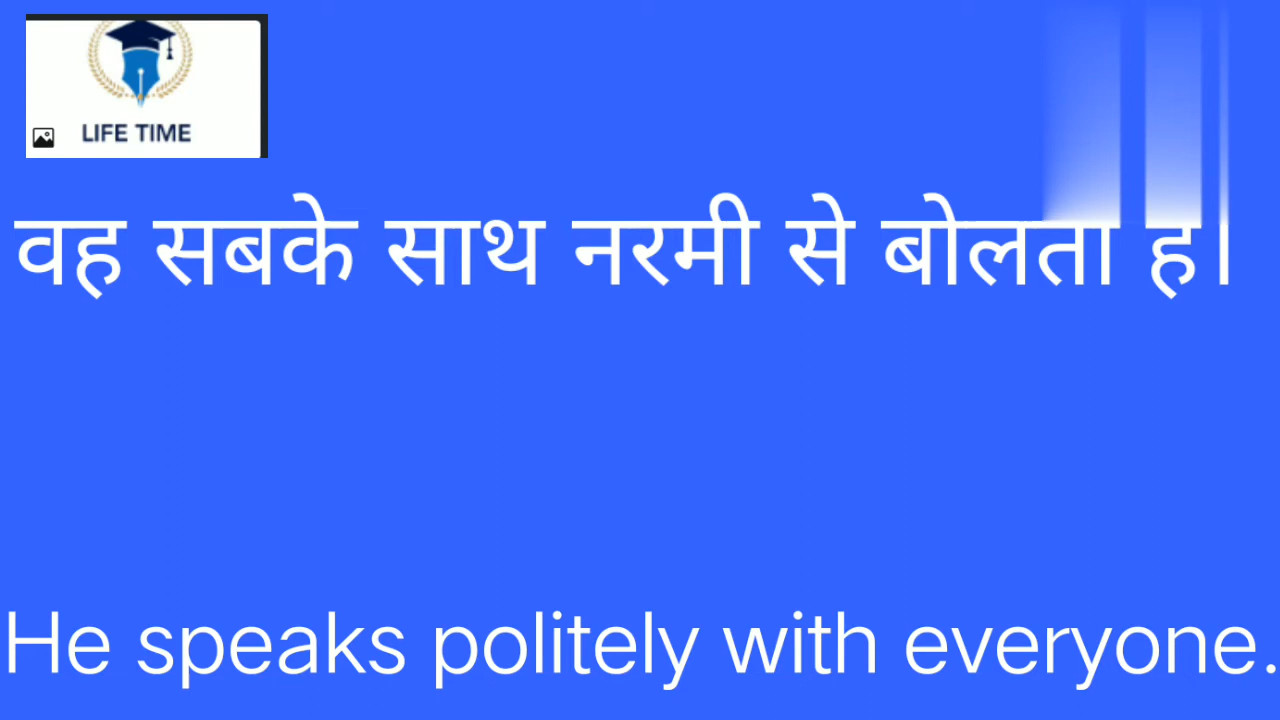 LIFE TIME
वह सबके साथ नरमी से बोलता ह।
He speaks politely with everyone.